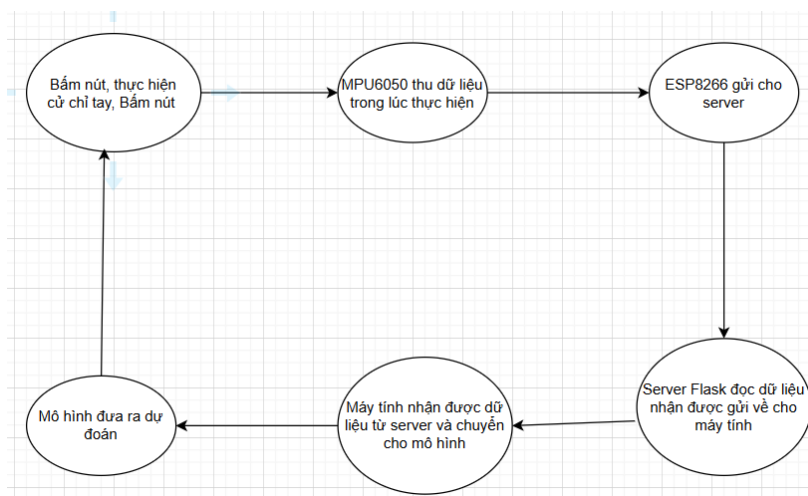 Bấm nút, thực hiện
cử chỉ tay, Bấm nút
MPU6050 thu dữ liệu
trong lúc thực hiện
ESP8266 gửi cho
server
Server Flask đọc dữ liệu
nhận được gửi về cho
máy tính
Máy tính nhận được dữ
liệu từ server và chuyển
cho mô hình
Mô hình đưa ra dự
đoán